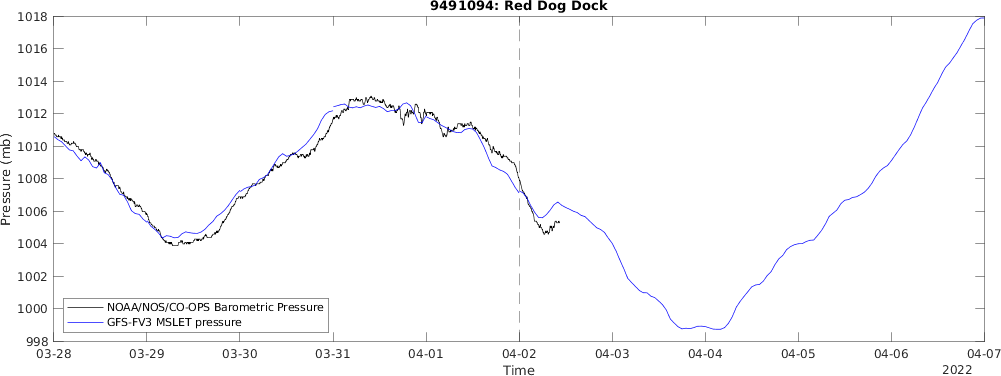 9491094: Red Dog Dock
1018
1016
1014
1012
1010
1008
1006
1004
1002
1000
998
Pressure (mb)
NOAA/NOS/CO-OPS Barometric Pressure
GFS-FV3 MSLET pressure
03-28 03-29 03-30 03-31 04-01 04-02 04-03 04-04 04-05 04-06 04-07
Time
2022